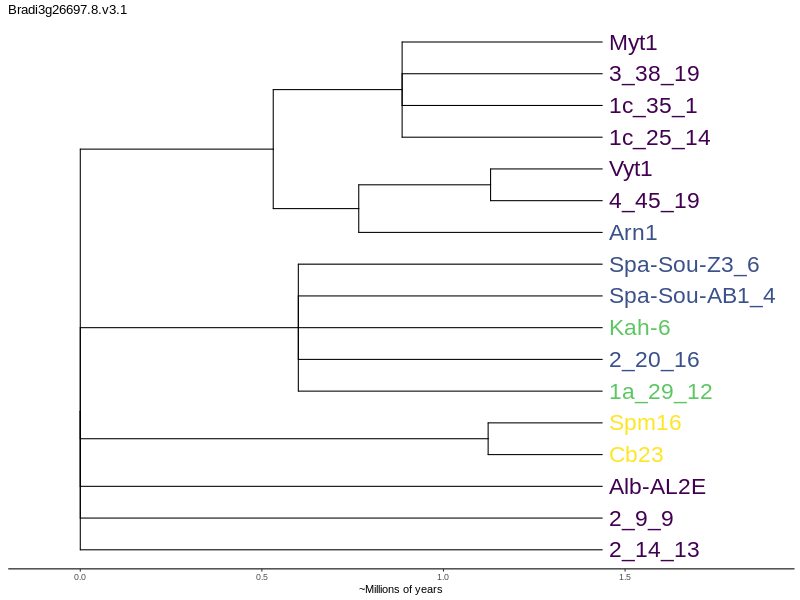 Bradi3g26697.8.v3.1
Myt1
3_38_19
1c_35_1
1c_25_14
Vyt1
4_45_19
Arn1
Spa-Sou-Z3_6
Spa-Sou-AB1_4
Kah-6
2_20_16
1a_29_12
Spm16
Cb23
Alb-AL2E
2_9_9
2_14_13
0.0 0.5 1.0 1.5
~Millions of years